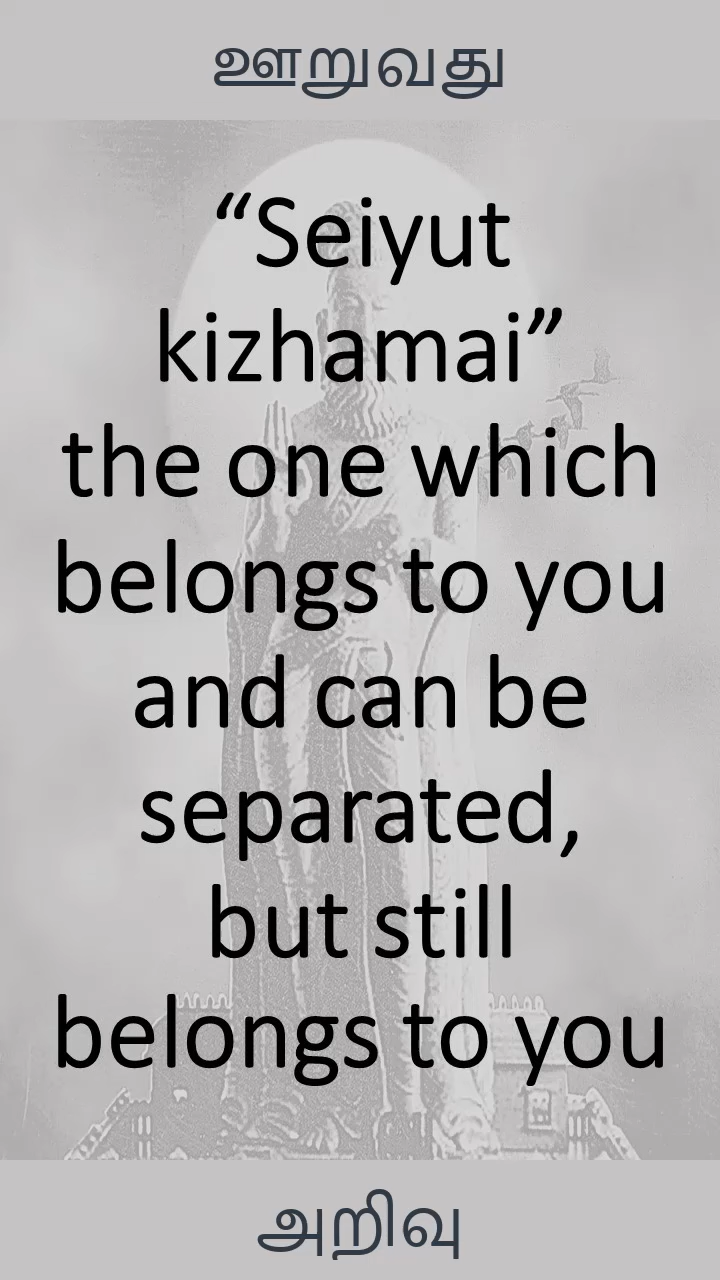 ஊறுவது
“Seiyut
kizhamai”
the one which
belongs to you
and can be
separated,
but still
belongs to you
அறிவு